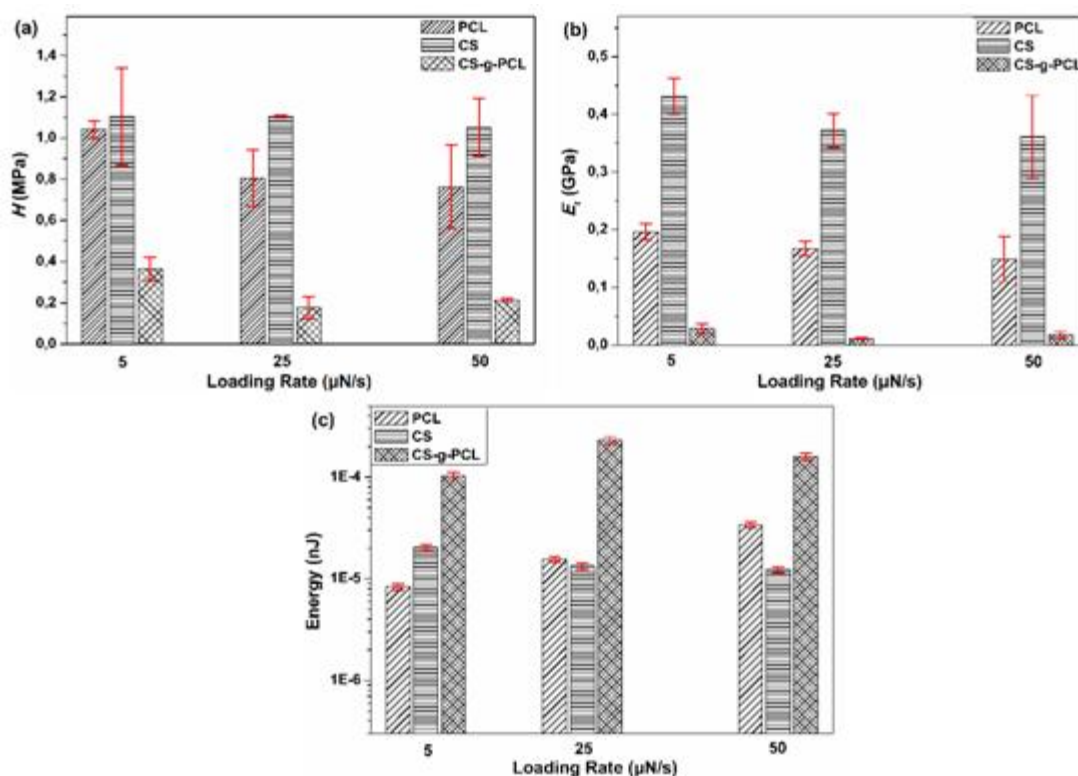 (a)
PCL
CS
CS-g-PCL
1,4
1,2
1,0
0,8
0,6
0,4
0,2
0,0
H (MPa)
5 25 50
Loading Rate (µN/s)
(b)
PCL
CS
CS-g-PCL
0,5
0,4
0,3
0,2
0,1
0,0
Er (GPa)
5 25 50
Loading Rate (µN/s)
(c)
PCL
CS
CS-g-PCL
1E-4
1E-5
1E-6
Energy (nJ)
5 25 50
Loading Rate (µN/s)